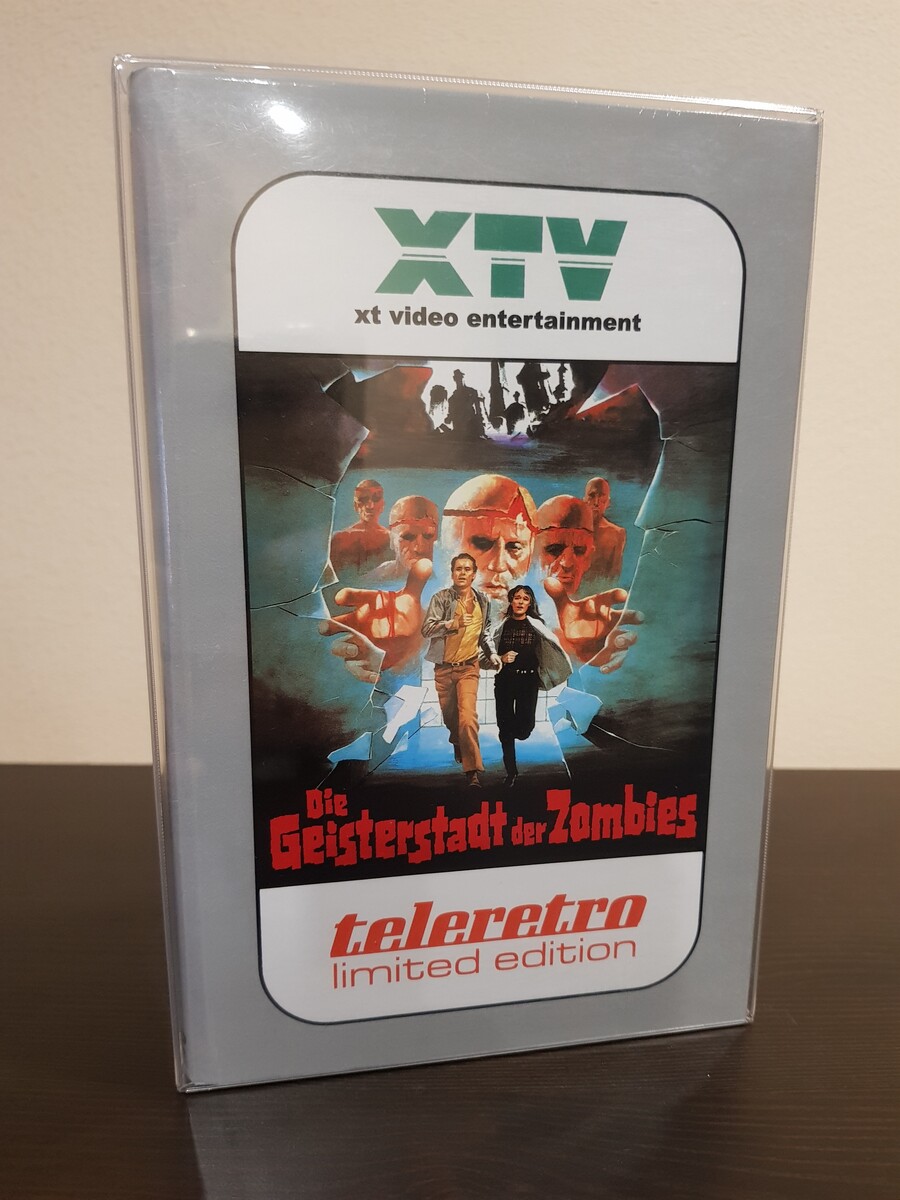 XTV
xt video entertainment
Die
Geisterstadt der Zombies
teleretro
limited edition